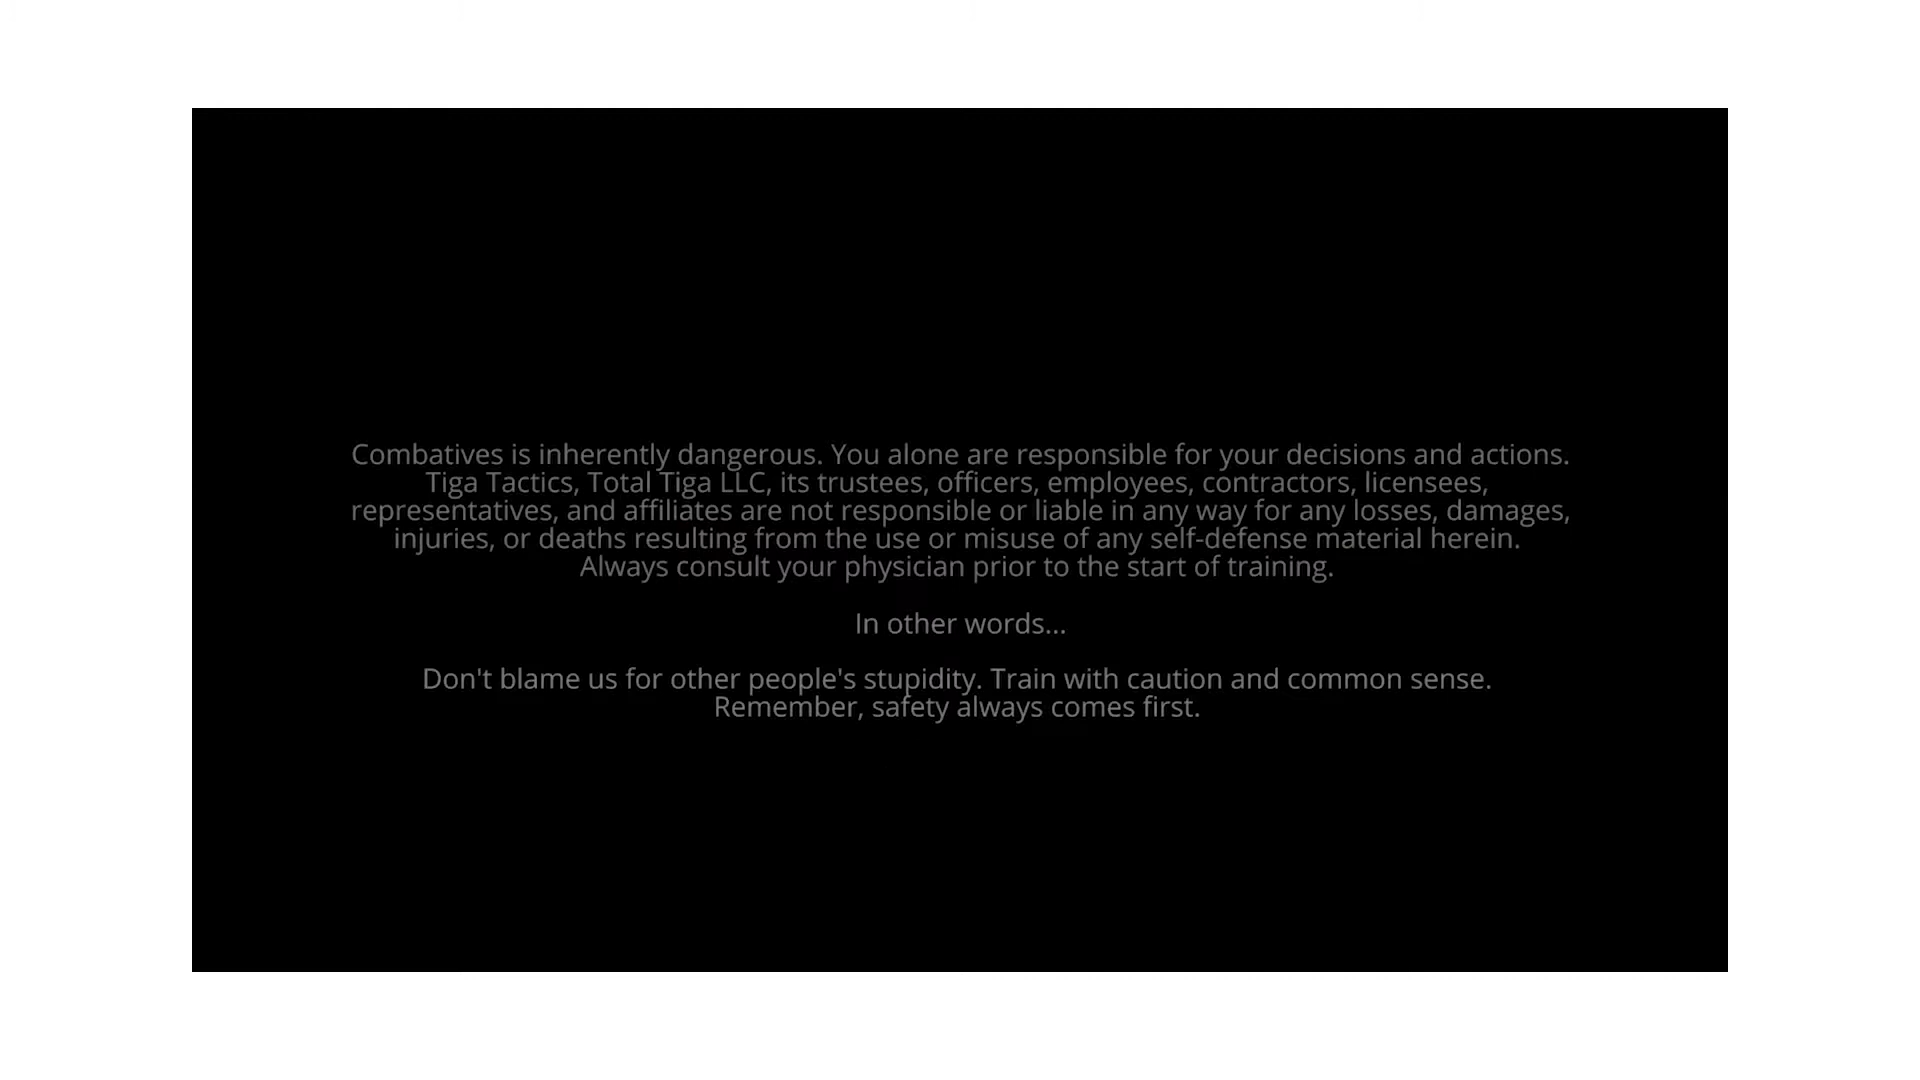 Combatives is inherently dangerous. You alone are responsible for your decisions and actions.
Tiga Tactics, Total Tiga LLC, its trustees, officers, employees, contractors, licensees,
representatives, and affiliates are not responsible or liable in any way for any losses, damages,
injuries, or deaths resulting from the use or misuse of any self-defense material herein.
Always consult your physician prior to the start of training.
In other words...
Don't blame us for other people's stupidity. Train with caution and common sense.
Remember, safety always comes first.